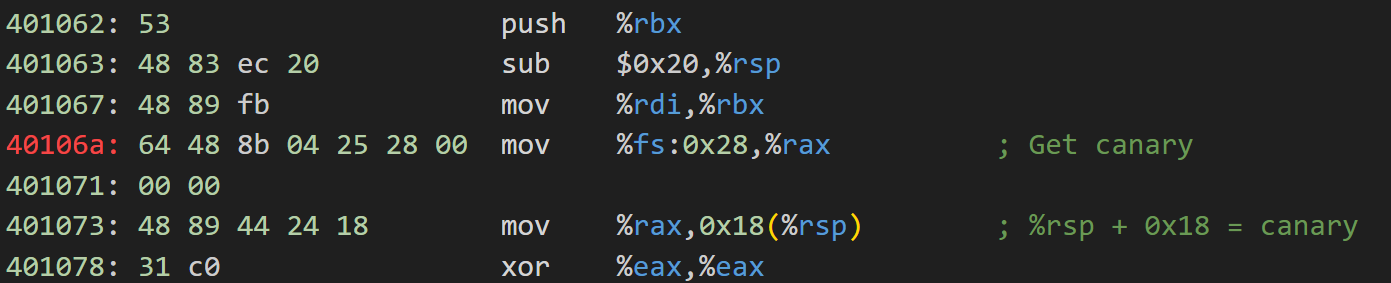 401062: 53 push %rbx
401063: 48 83 ec 20 sub $0x20,%rsp
401067: 48 89 fb mov %rdi,%rbx
40106a: 64 48 8b 04 25 28 00 mov %fs:0x28,%rax ; Get canary
401071: 00 00
401073: 48 89 44 24 18 mov %rax,0x18(%rsp) ; %rsp + 0x18 = canary
401078: 31 c0 xor %eax,%eax